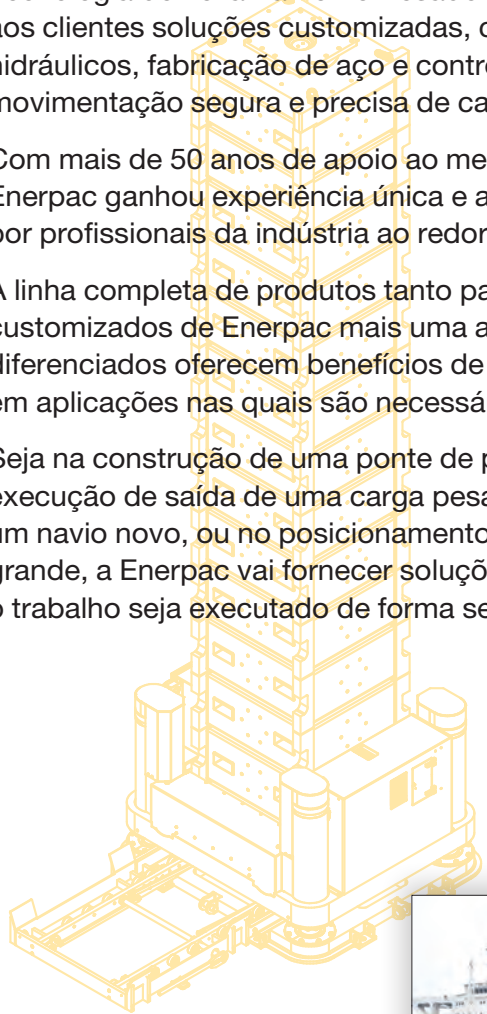 aos clientes soluções customizadas, c
hidráulicos, fabricação de aço e contr
movimentação segura e precisa de ca
Com mais de 50 anos de apoio ao me
Enerpac ganhou experiência única e a
por profissionais da indústria ao redor
A linha completa de produtos tanto pa
customizados de Enerpac mais uma a
diferenciados oferecem benefícios de
em aplicações nas quais são necessá
Seja na construção de uma ponte de p
execução de saída de uma carga pesa
um navio novo, ou no posicionamento
grande, a Enerpac vai fornecer soluçõ
o trabalho seja executado de forma se